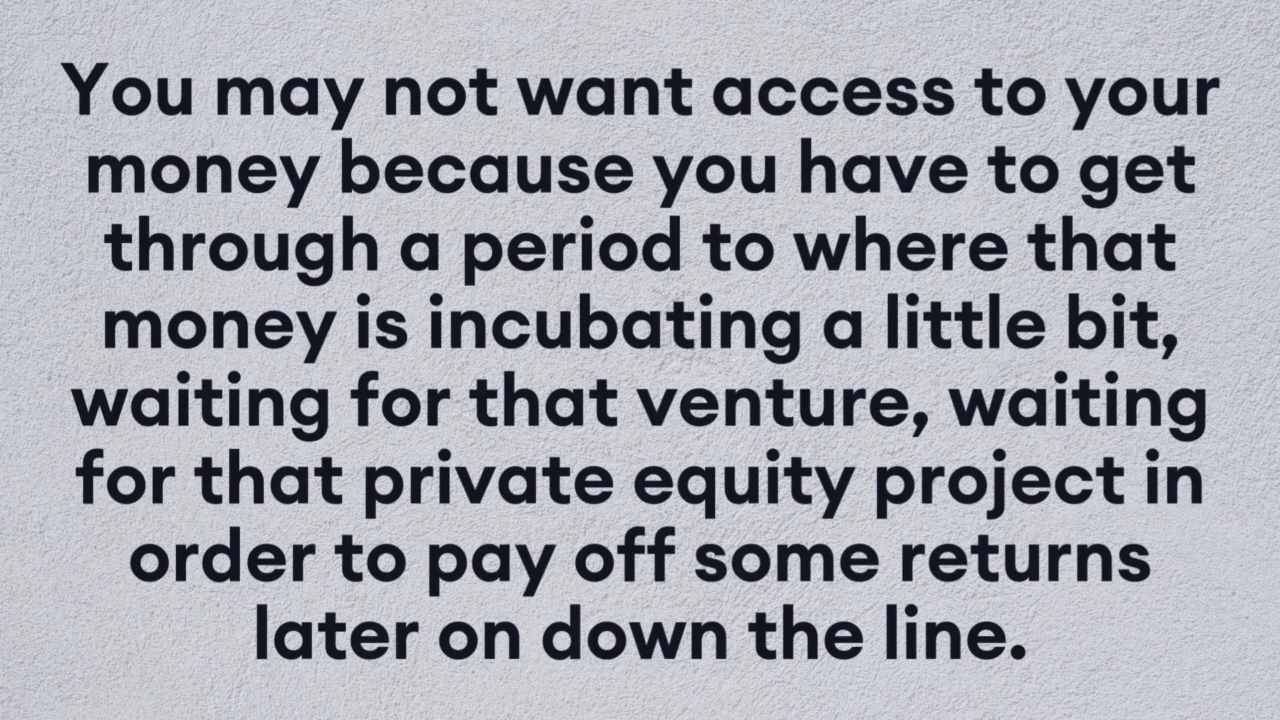 You may not want access to your
money because you have to get
through a period to where that
money is incubating a little bit,
waiting for that venture, waiting
for that private equity project in
order to pay off some returns
later on down the line.